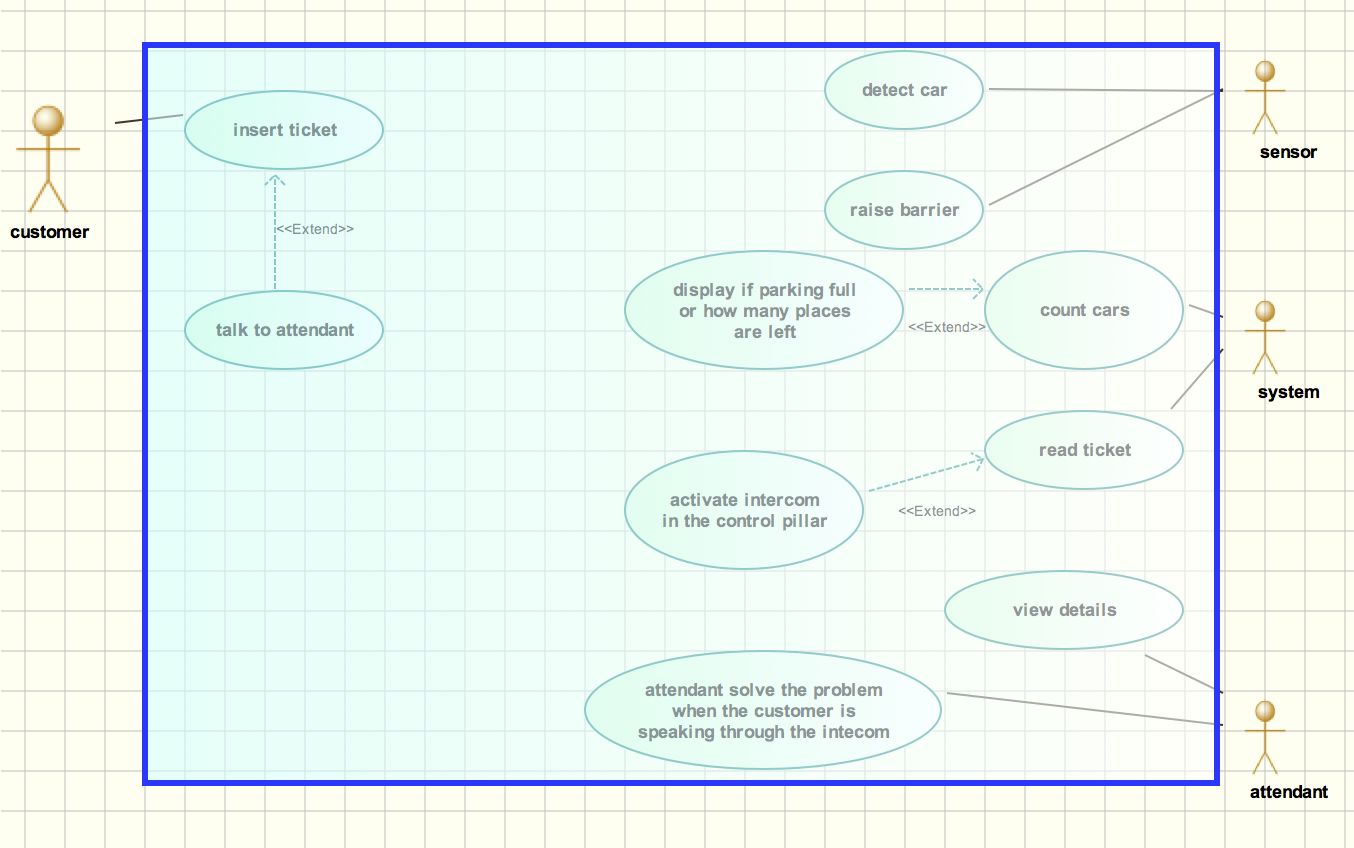 customer
insert ticket
<<Extend>>
talk to attendant
detect car
raise barrier
display if parking full
or how many places
are left
<<Extend>>
count cars
read ticket
activate intercom
in the control pillar
<<Extend>>
view details
attendant solve the problem
when the customer is
speaking through the intecom
sensor
system
attendant